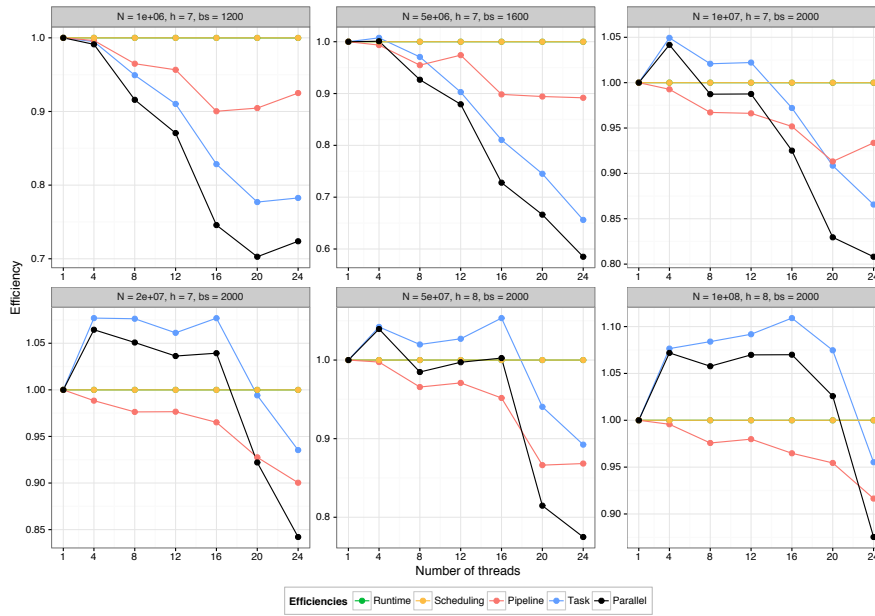 N = 1e+06, h = 7, bs = 1200
N = 5e+06, h = 7, bs = 1600
N = 1e+07, h = 7, bs = 2000
1.0
0.9
0.8
0.7
1 4 8 12 16 20 24
1.0
0.9
0.8
0.7
0.6
1 4 8 12 16 20 24
1.05
1.00
0.95
0.90
0.85
0.80
1 4 8 12 16 20 24
Efficiency
N = 2e+07, h = 7, bs = 2000
N = 5e+07, h = 8, bs = 2000
N = 1e+08, h = 8, bs = 2000
1.05
1.00
0.95
0.90
0.85
1 4 8 12 16 20 24
1.0
0.9
0.8
1 4 8 12 16 20 24
1.10
1.05
1.00
0.95
0.90
1 4 8 12 16 20 24
Number of threads
Efficiencies Runtime Scheduling Pipeline Task Parallel